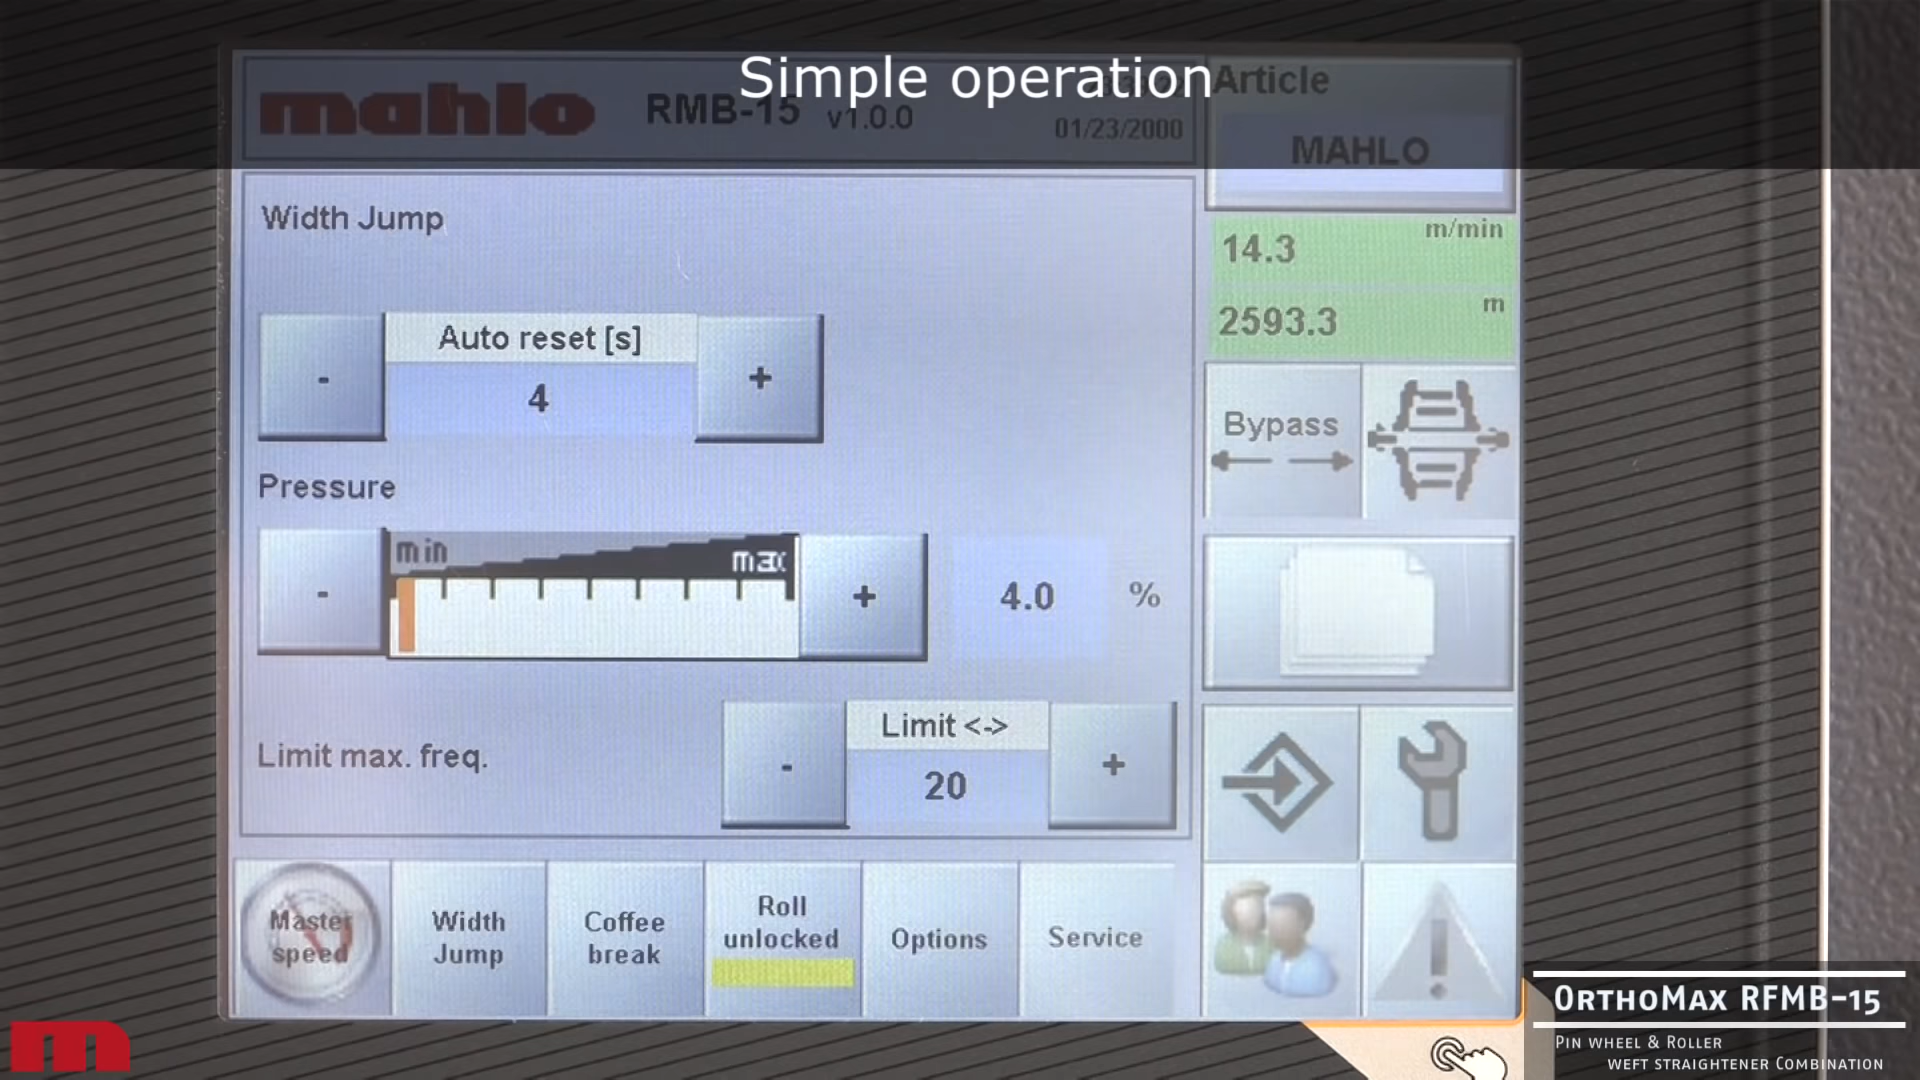 Simple operation
mahlo RMB-15 v1.0.0
01/23/2000
Article
MAHLO
Width Jump
14.3 m/min
2593.3 m
Auto reset [s]
- 4 +
Bypass
Pressure
min max
- + 4.0 %
Limit max. freq.
Limit <->
- 20 +
Master speed
Width Jump
Coffee break
Roll unlocked
Options
Service
m
OrthoMax RFMB-15
Pin wheel & Roller
weft straightener Combination